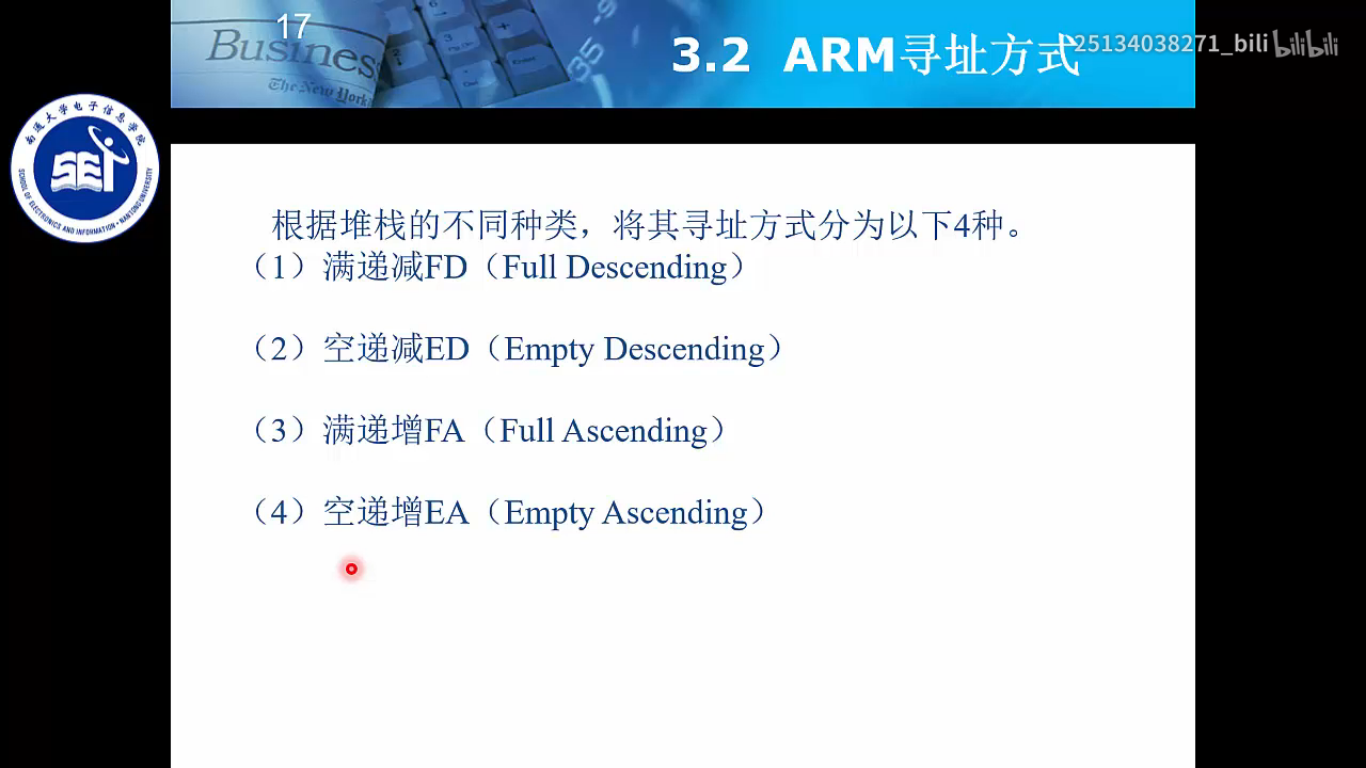 17
Business
The New York
3.2 ARM寻址方式
25134038271_bili bilibili
南通大学电子信息学院
SEI
SCHOOL OF ELECTRONICS AND INFORMATION • NANTONG UNIVERSITY
根据堆栈的不同种类，将其寻址方式分为以下4种。
（1）满递减FD（Full Descending）
（2）空递减ED（Empty Descending）
（3）满递增FA（Full Ascending）
（4）空递增EA（Empty Ascending）